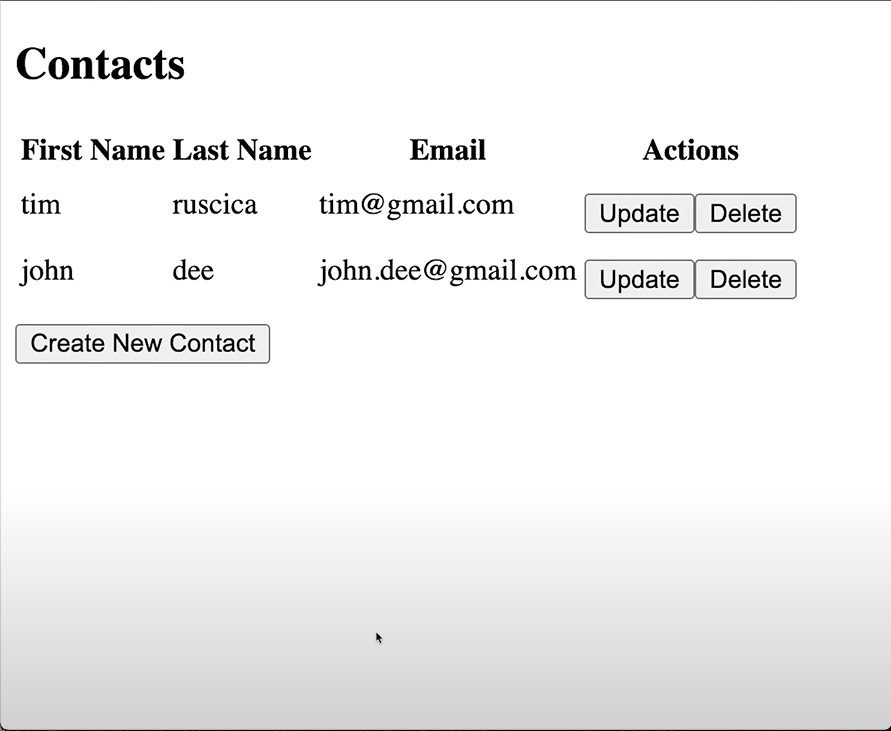 Contacts
First Name Last Name Email Actions
tim ruscica tim@gmail.com Update Delete
john dee john.dee@gmail.com Update Delete
Create New Contact